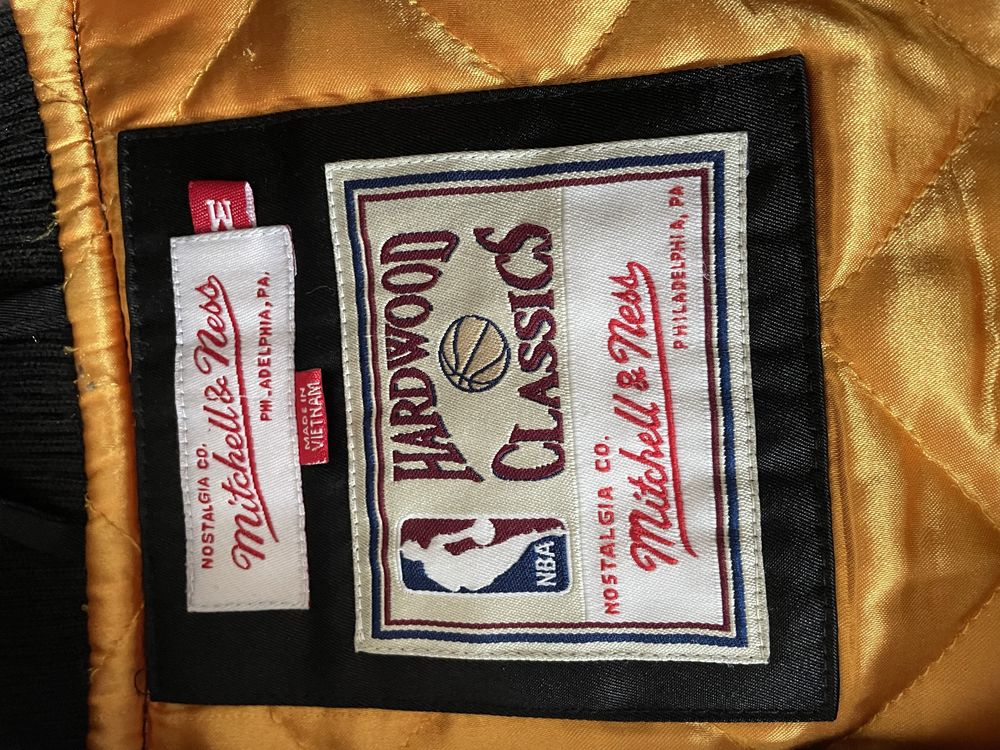 NOSTALGIA CO.
Mitchell & Ness
PHILADELPHIA, PA.
MADE IN
VIETNAM
M
HARDWOOD
CLASSICS
NBA
NOSTALGIA CO.
Mitchell & Ness
PHILADELPHIA, PA